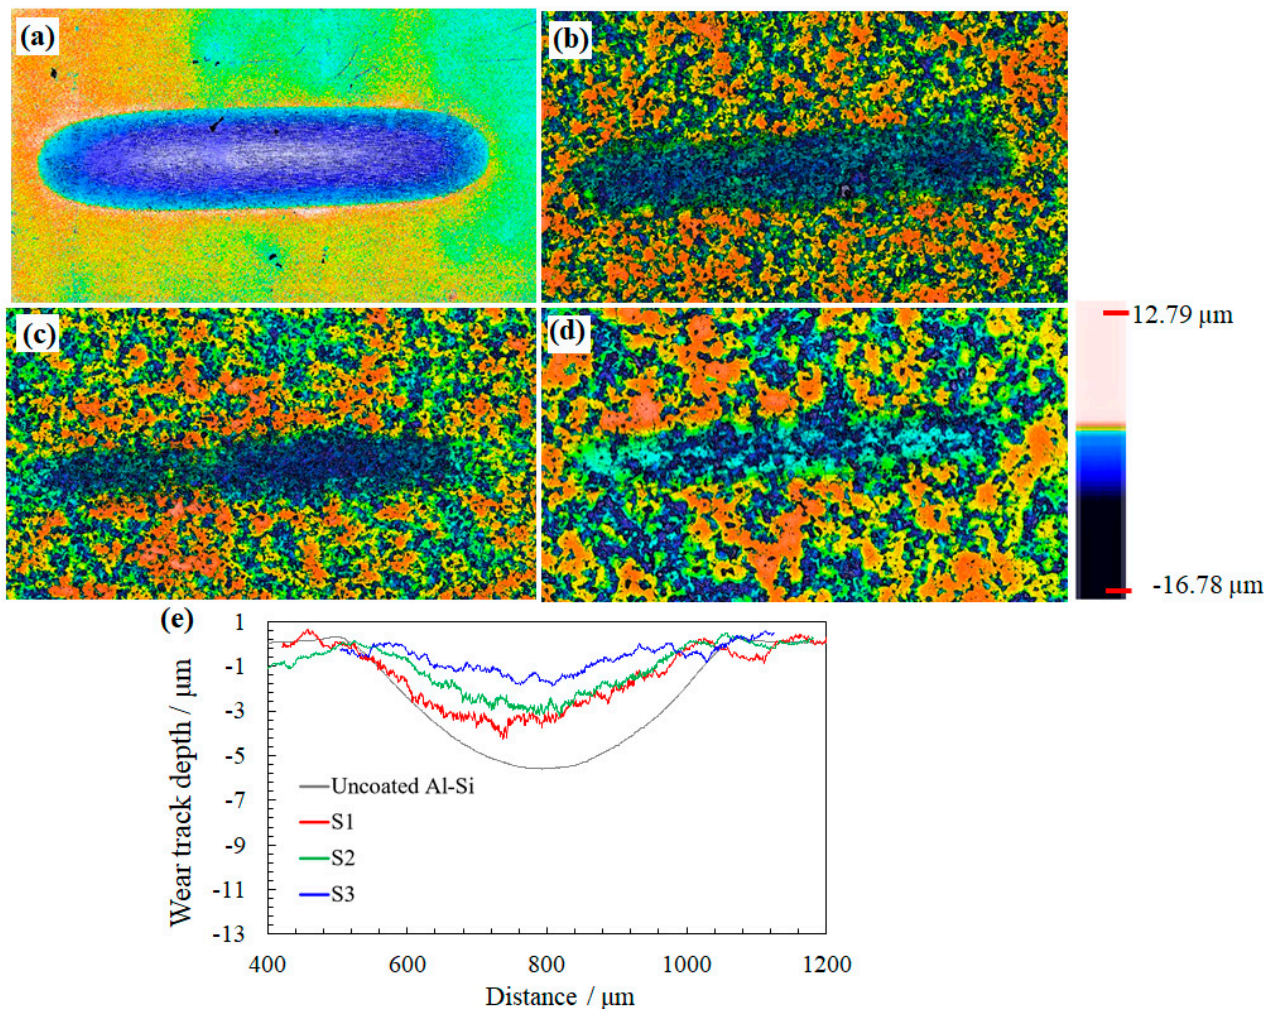 (a)
(b)
(c)
(d)
12.79 μm
-16.78 μm
(e)
1
-1
-3
-5
-7
-9
-11
-13
Wear track depth / μm
Uncoated Al-Si
S1
S2
S3
400 600 800 1000 1200
Distance / μm